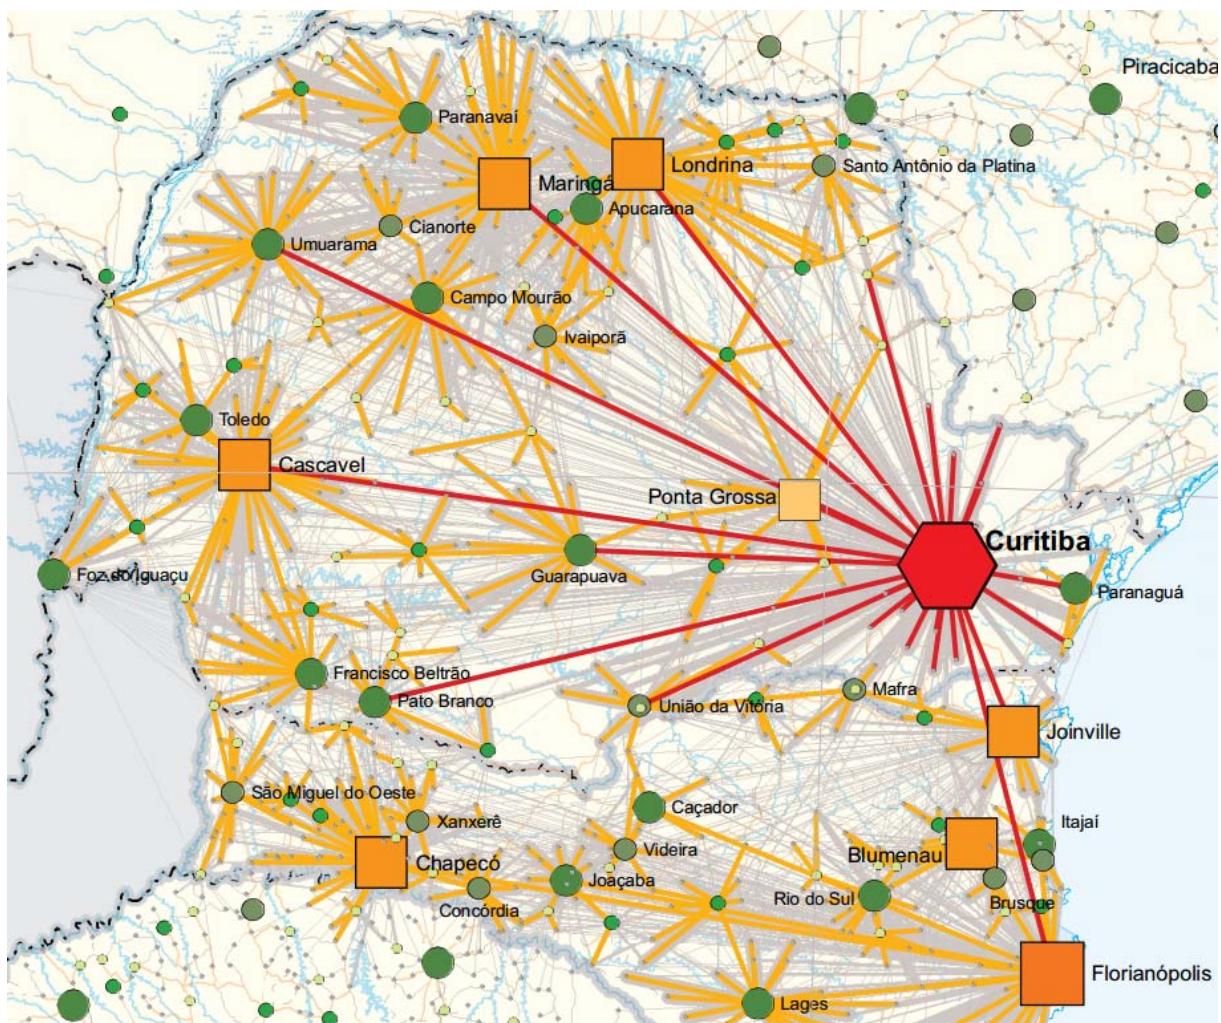 Piracicaba
Paranavaí
Londrina
Santo Antônio da Platina
Maringá
Apucarana
Cianorte
Umuarama
Campo Mourão
Ivaiporã
Toledo
Cascavel
Ponta Grossa
Curitiba
Foz do Iguaçu
Guarapuava
Paranaguá
Francisco Beltrão
Pato Branco
União da Vitória
Mafra
Joinville
São Miguel do Oeste
Caçador
Xanxerê
Itajaí
Videira
Blumenau
Chapecó
Joaçaba
Rio do Sul
Concórdia
Brusque
Florianópolis
Lages